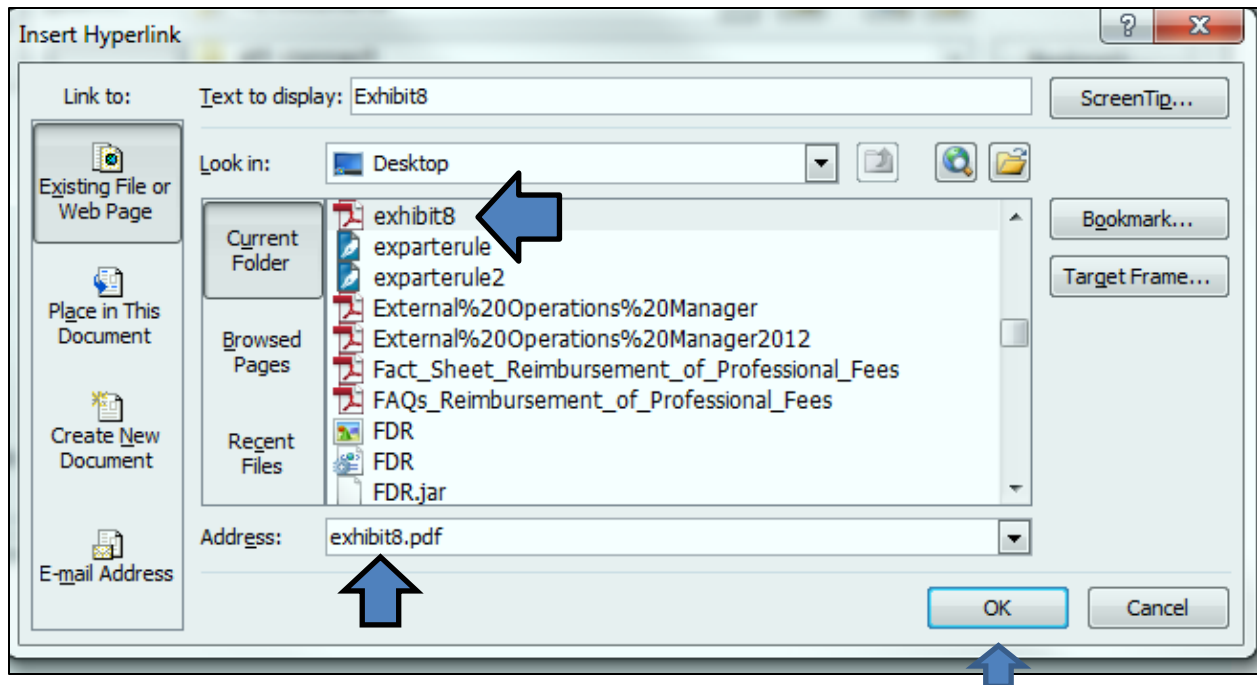 Insert Hyperlink
Link to:
Text to display: Exhibit8
ScreenTip...
Existing File or
Web Page
Look in: Desktop
Current
Folder
exhibit8
exparterule
exparterule2
External%20Operations%20Manager
External%20Operations%20Manager2012
Fact_Sheet_Reimbursement_of_Professional_Fees
FAQs_Reimbursement_of_Professional_Fees
FDR
FDR
FDR.jar
Bookmark...
Target Frame...
Place in This
Document
Browsed
Pages
Create New
Document
Recent
Files
E-mail Address
Address: exhibit8.pdf
OK
Cancel